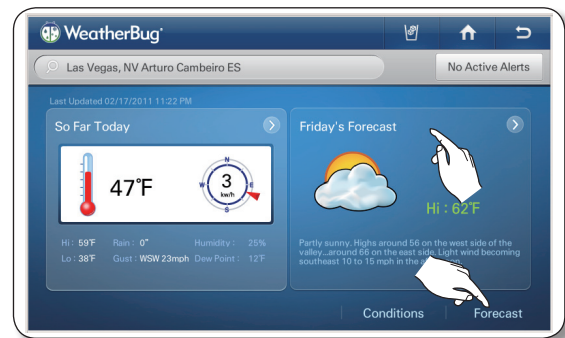 WeatherBug®
Las Vegas, NV Arturo Cambeiro ES
No Active Alerts
Last Updated 02/17/2011 11:22 PM
So Far Today
47°F
N
W
E
S
3
kw/h
Hi : 59°F Rain : 0" Humidity : 25%
Lo : 38°F Gust : WSW 23mph Dew Point : 12°F
Friday's Forecast
Hi : 62°F
Partly sunny. Highs around 56 on the west side of the
valley...around 66 on the east side. Light wind becoming
southeast 10 to 15 mph in the
Conditions
Forecast